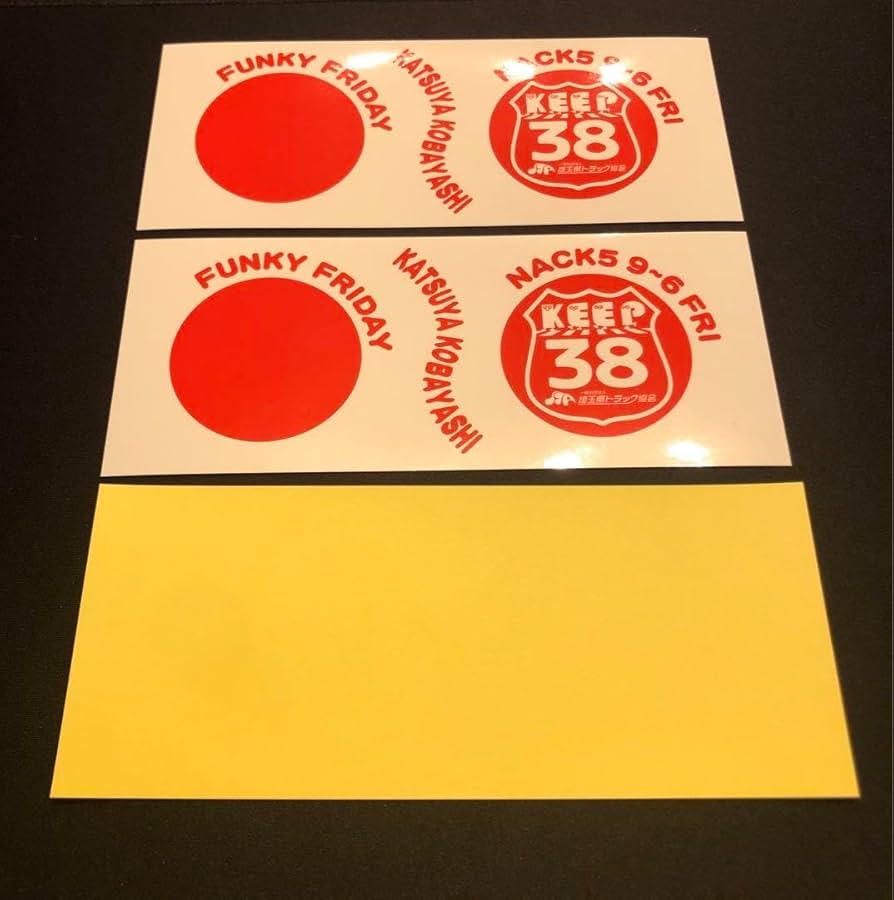 FUNKY FRIDAY
KATSUYA KOBAYASHI
NACK5 9~6 FRI
KEEP
38
埼玉県トラック協会
FUNKY FRIDAY
KATSUYA KOBAYASHI
NACK5 9~6 FRI
KEEP
38
埼玉県トラック協会